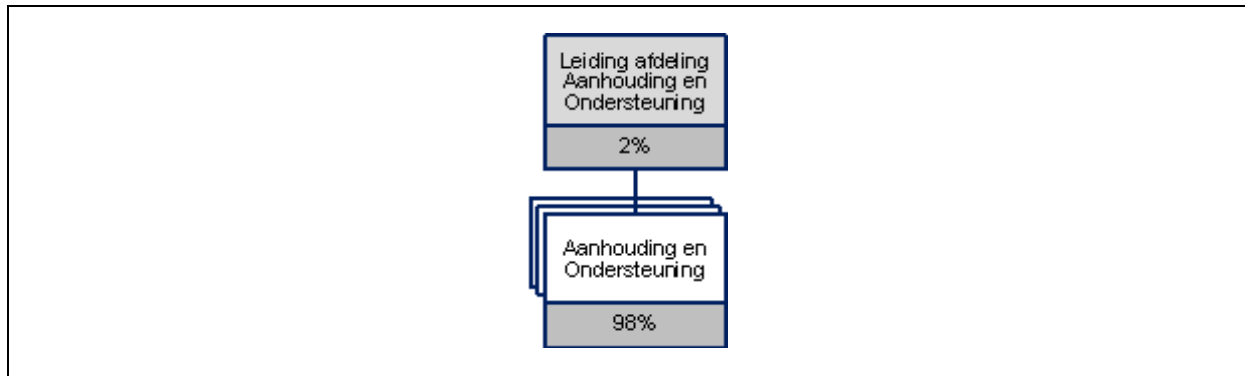 Leiding afdeling
Aanhouding en
Ondersteuning
2%
Aanhouding en
Ondersteuning
98%